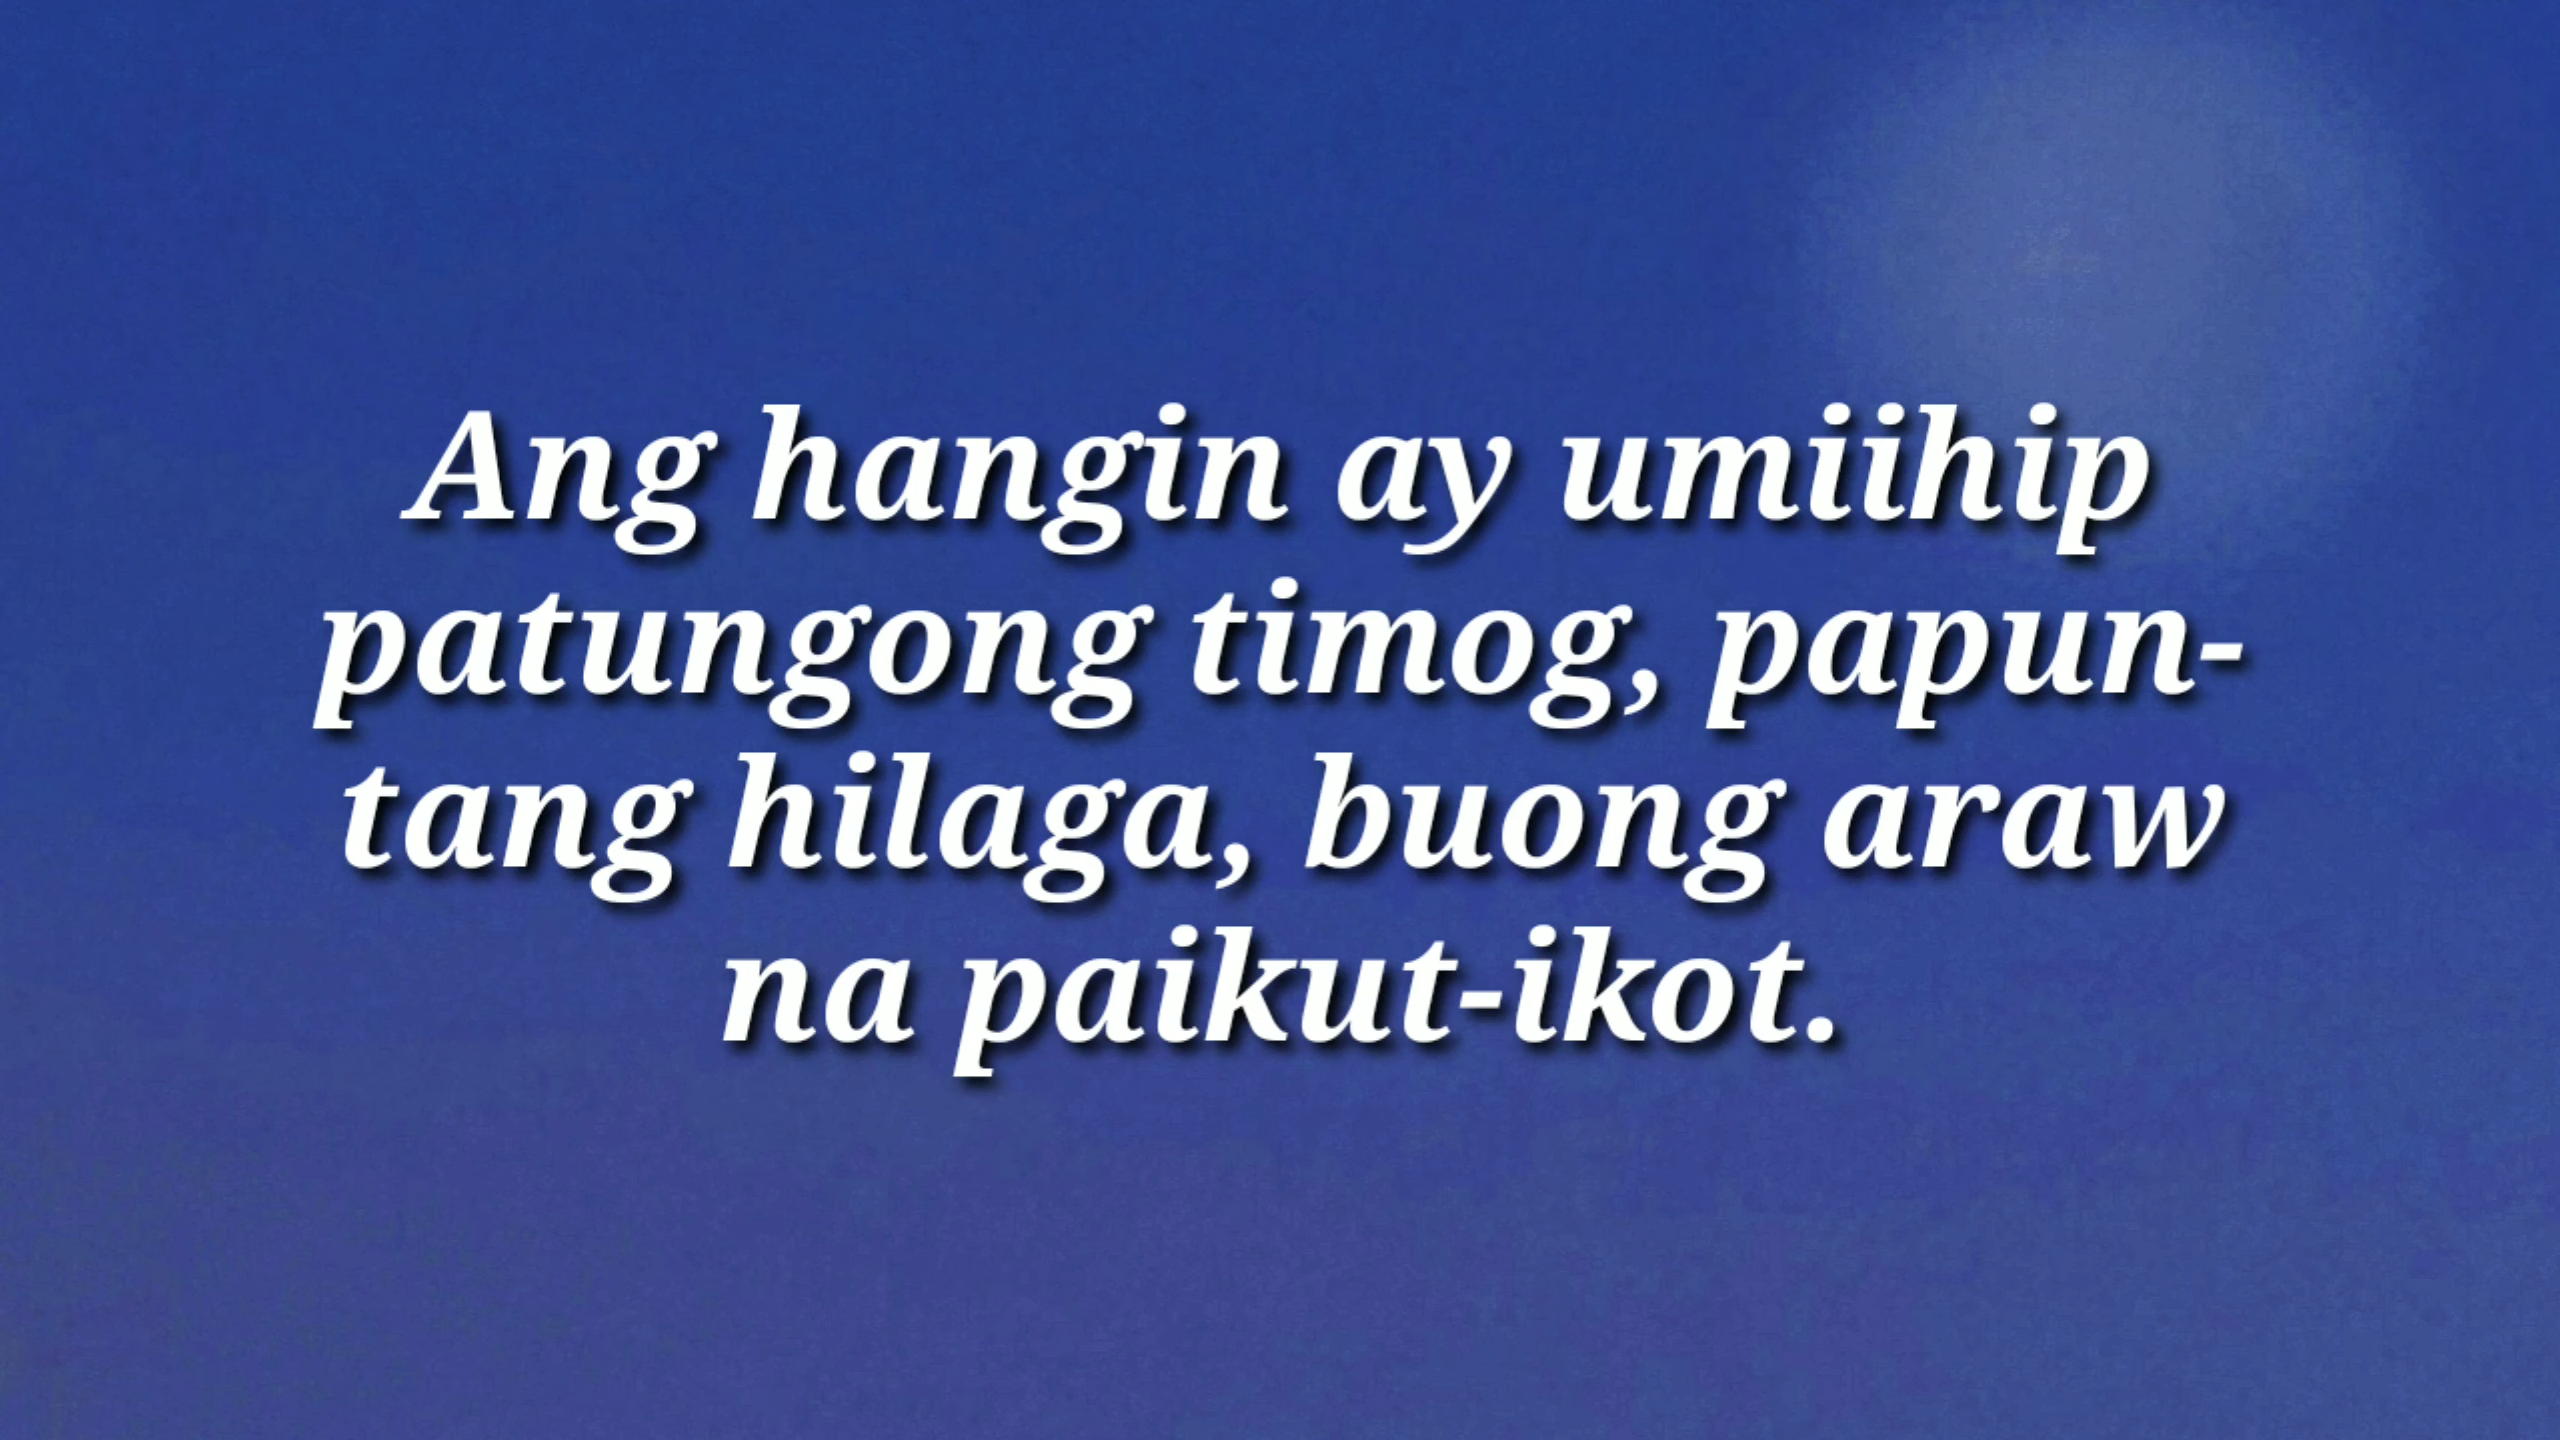 Ang hangin ay umiihip
patungong timog, papun-
tang hilaga, buong araw
na paikut-ikot.